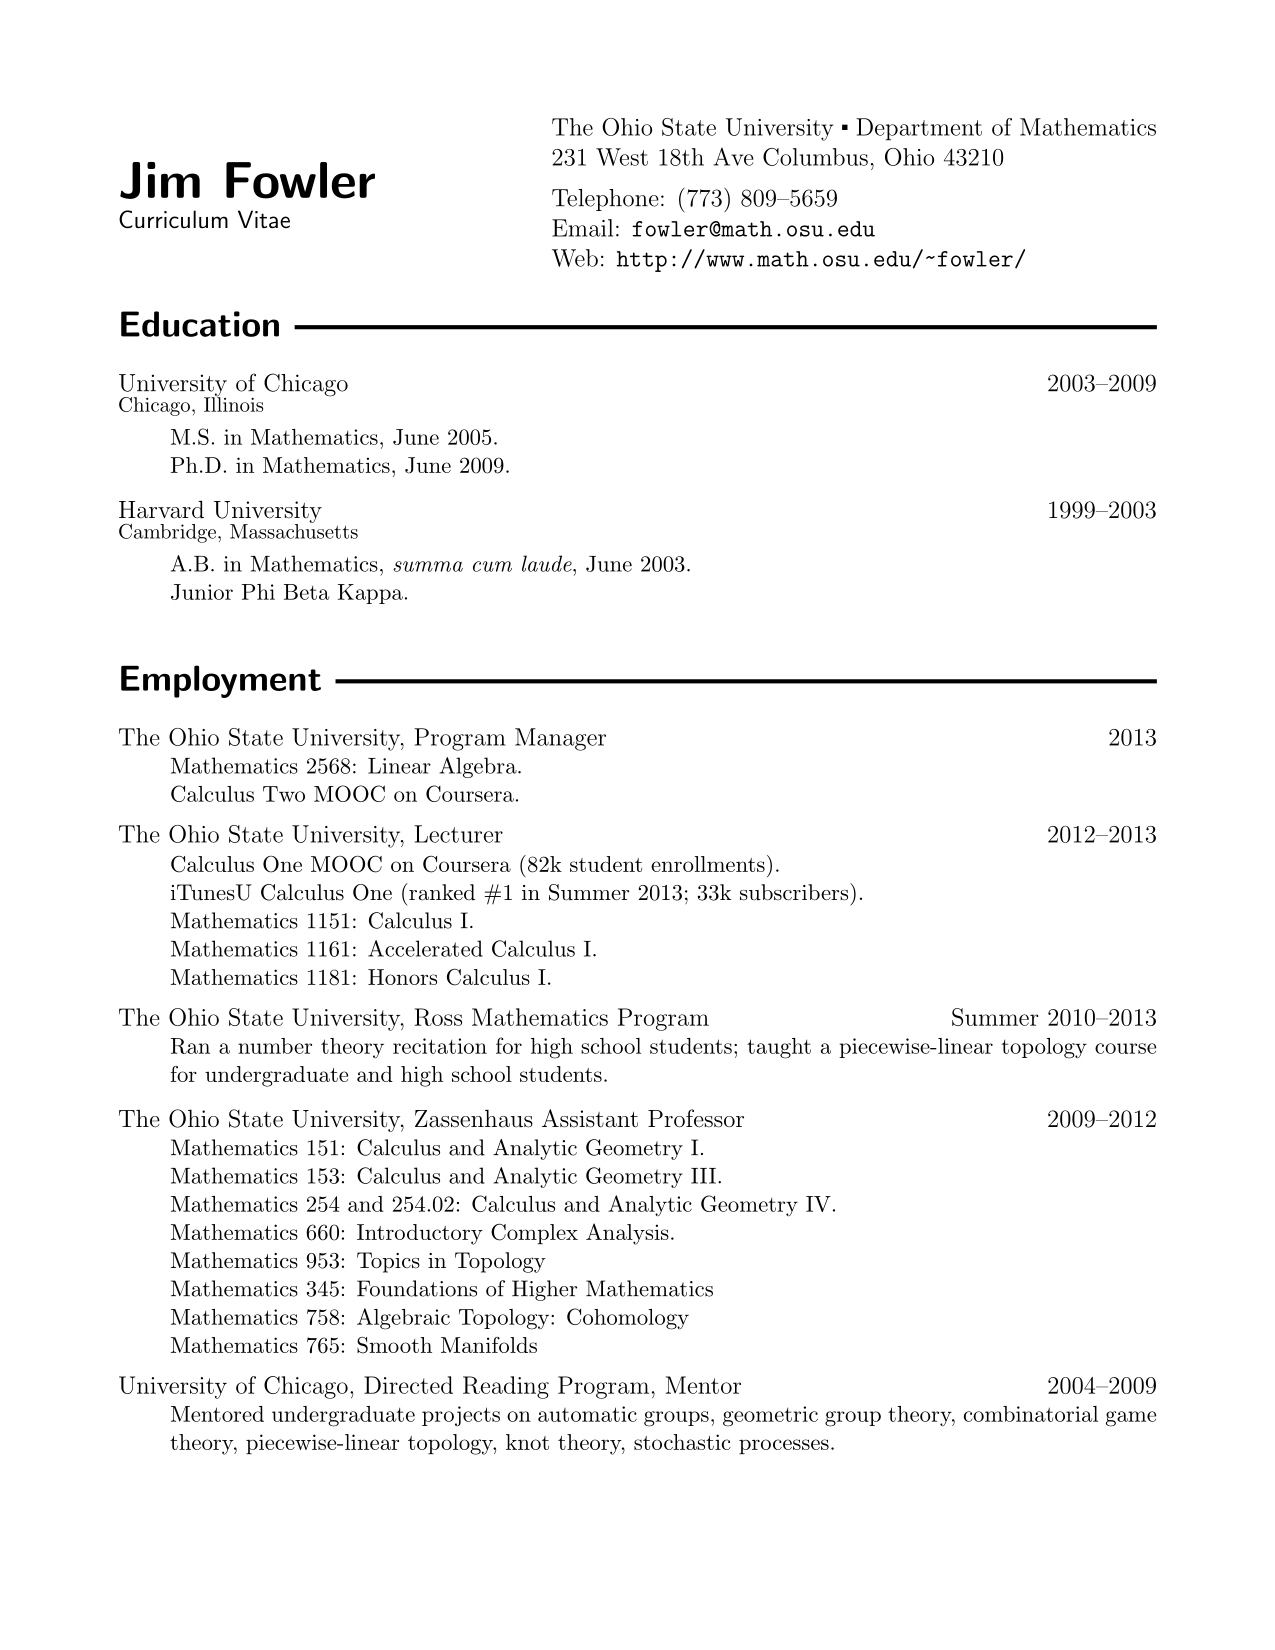 Jim Fowler
Curriculum Vitae
The Ohio State University ▪ Department of Mathematics
231 West 18th Ave Columbus, Ohio 43210
Telephone: (773) 809–5659
Email: fowler@math.osu.edu
Web: http://www.math.osu.edu/~fowler/
Education
University of Chicago 2003–2009
Chicago, Illinois
M.S. in Mathematics, June 2005.
Ph.D. in Mathematics, June 2009.
Harvard University 1999–2003
Cambridge, Massachusetts
A.B. in Mathematics, summa cum laude, June 2003.
Junior Phi Beta Kappa.
Employment
The Ohio State University, Program Manager 2013
Mathematics 2568: Linear Algebra.
Calculus Two MOOC on Coursera.
The Ohio State University, Lecturer 2012–2013
Calculus One MOOC on Coursera (82k student enrollments).
iTunesU Calculus One (ranked #1 in Summer 2013; 33k subscribers).
Mathematics 1151: Calculus I.
Mathematics 1161: Accelerated Calculus I.
Mathematics 1181: Honors Calculus I.
The Ohio State University, Ross Mathematics Program Summer 2010–2013
Ran a number theory recitation for high school students; taught a piecewise-linear topology course
for undergraduate and high school students.
The Ohio State University, Zassenhaus Assistant Professor 2009–2012
Mathematics 151: Calculus and Analytic Geometry I.
Mathematics 153: Calculus and Analytic Geometry III.
Mathematics 254 and 254.02: Calculus and Analytic Geometry IV.
Mathematics 660: Introductory Complex Analysis.
Mathematics 953: Topics in Topology
Mathematics 345: Foundations of Higher Mathematics
Mathematics 758: Algebraic Topology: Cohomology
Mathematics 765: Smooth Manifolds
University of Chicago, Directed Reading Program, Mentor 2004–2009
Mentored undergraduate projects on automatic groups, geometric group theory, combinatorial game
theory, piecewise-linear topology, knot theory, stochastic processes.